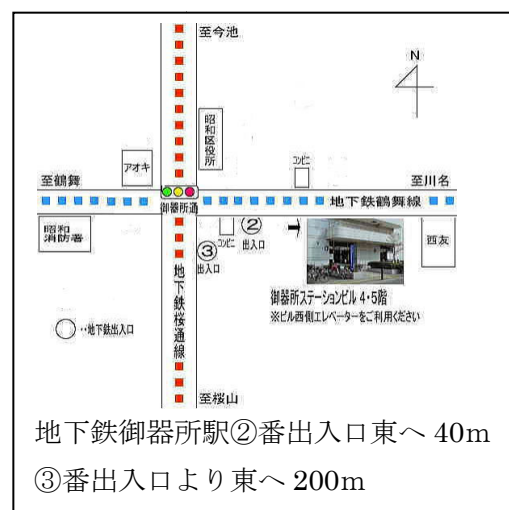 至今池
N
昭和区役所
アオキ
コンビニ
至鶴舞
至川名
地下鉄鶴舞線
御器所通
昭和
消防署
コンビニ
②
出入口
③
出入口
西友
地下鉄桜通線
御器所ステーションビル 4・5階
※ビル西側エレベーターをご利用ください
○・・地下鉄出入口
至桜山
地下鉄御器所駅②番出入口東へ 40m
③番出入口より東へ 200m